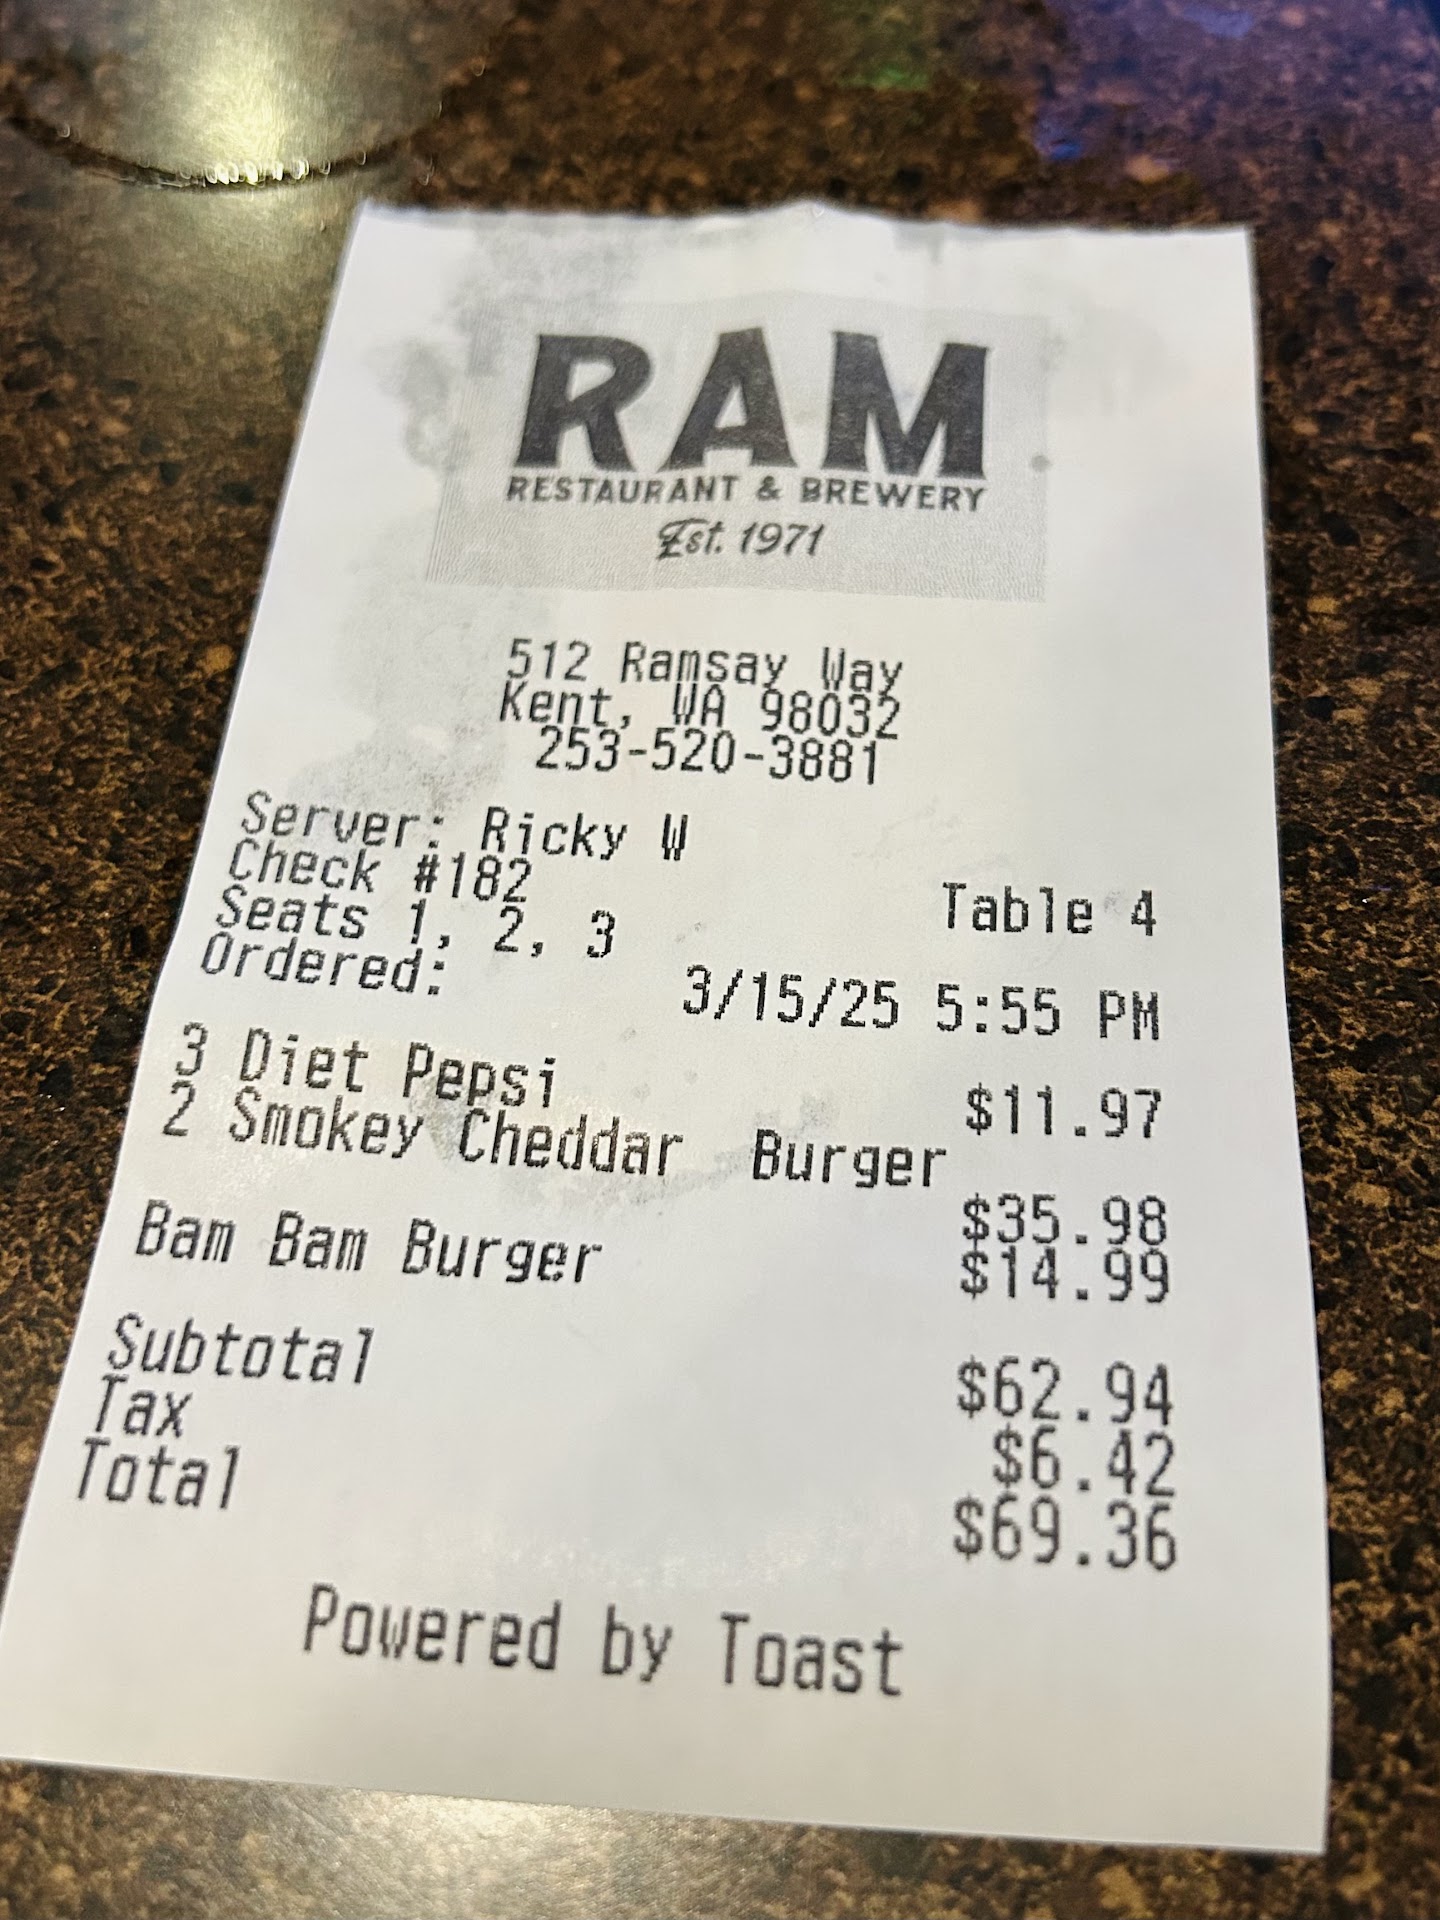 RAM
RESTAURANT & BREWERY
Est. 1971
512 Ramsay Way
Kent, WA 98032
253-520-3881
Server: Ricky W
Check #182 Table 4
Seats 1, 2, 3
Ordered: 3/15/25 5:55 PM
3 Diet Pepsi $11.97
2 Smokey Cheddar Burger
$35.98
Bam Bam Burger $14.99
Subtotal $62.94
Tax $6.42
Total $69.36
Powered by Toast